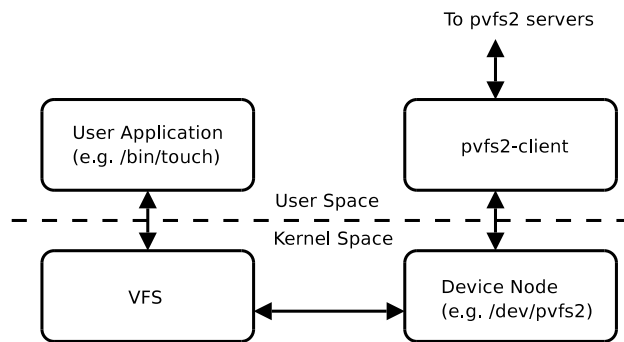 To pvfs2 servers
User Application
(e.g. /bin/touch)
pvfs2-client
User Space
Kernel Space
VFS
Device Node
(e.g. /dev/pvfs2)